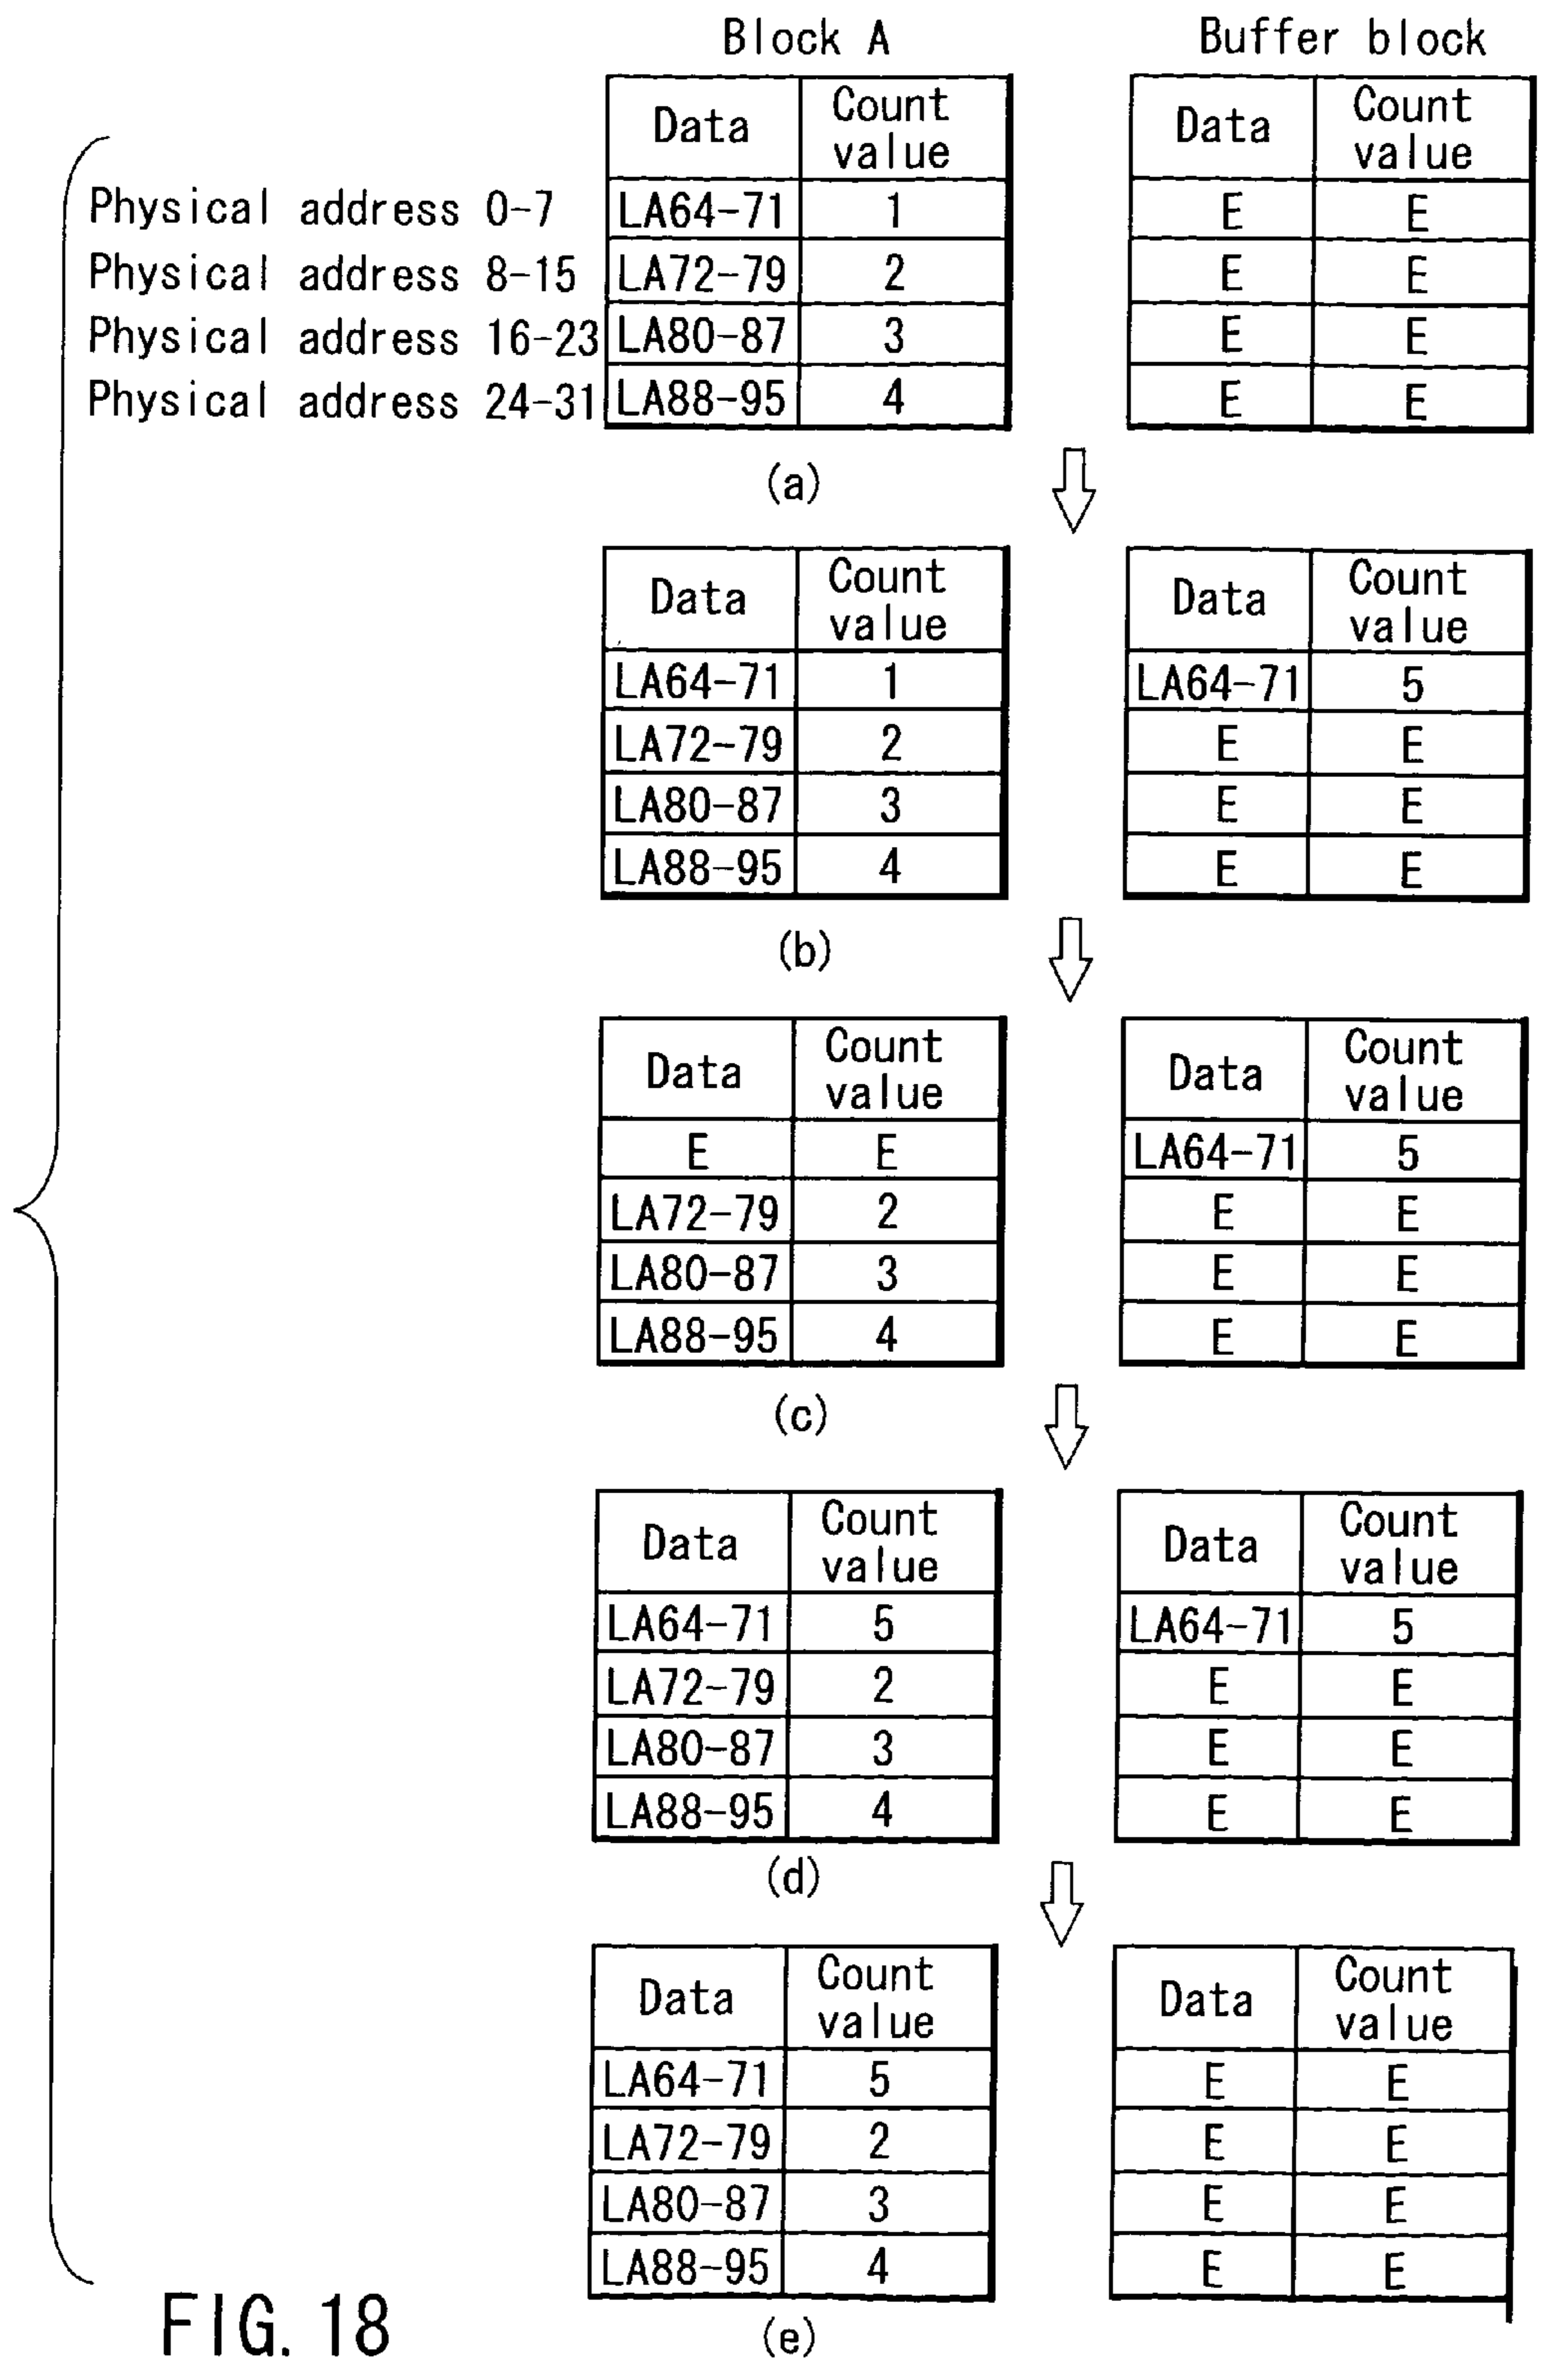 Block A Buffer block
Data Count value Data Count value
Physical address 0-7 LA64-71 1 E E
Physical address 8-15 LA72-79 2 E E
Physical address 16-23 LA80-87 3 E E
Physical address 24-31 LA88-95 4 E E
(a)
Data Count value Data Count value
LA64-71 1 LA64-71 5
LA72-79 2 E E
LA80-87 3 E E
LA88-95 4 E E
(b)
Data Count value Data Count value
E E LA64-71 5
LA72-79 2 E E
LA80-87 3 E E
LA88-95 4 E E
(c)
Data Count value Data Count value
LA64-71 5 LA64-71 5
LA72-79 2 E E
LA80-87 3 E E
LA88-95 4 E E
(d)
Data Count value Data Count value
LA64-71 5 E E
LA72-79 2 E E
LA80-87 3 E E
LA88-95 4 E E
(e)
FIG. 18